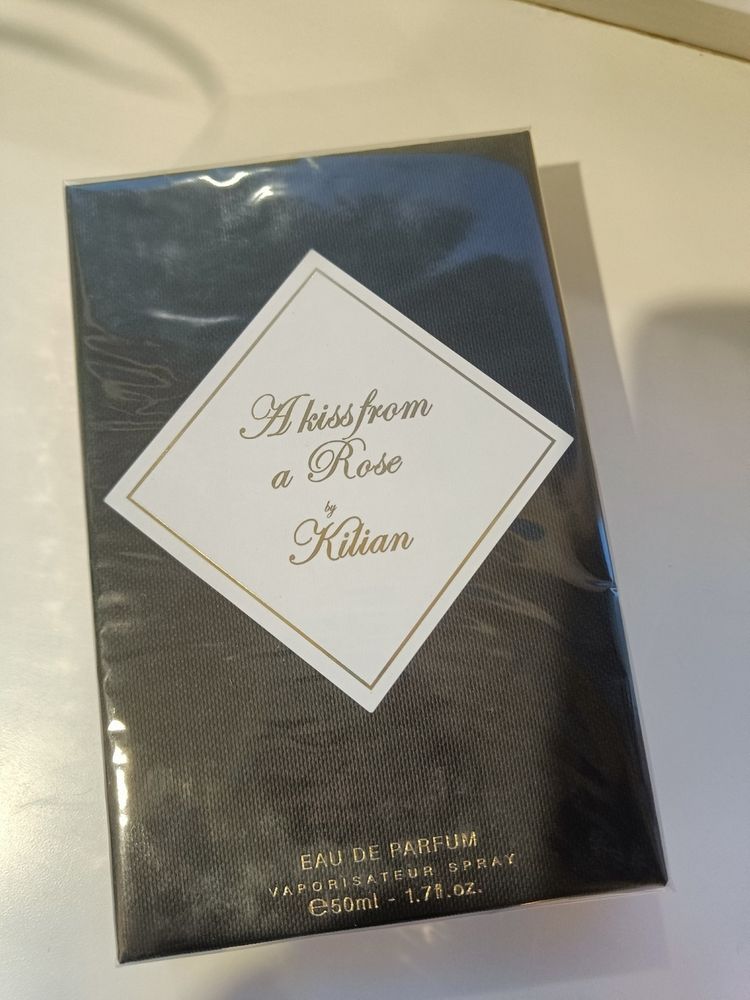 A kiss from
a Rose
by
Kilian
EAU DE PARFUM
VAPORISATEUR SPRAY
℮50ml - 1.7fl.oz.